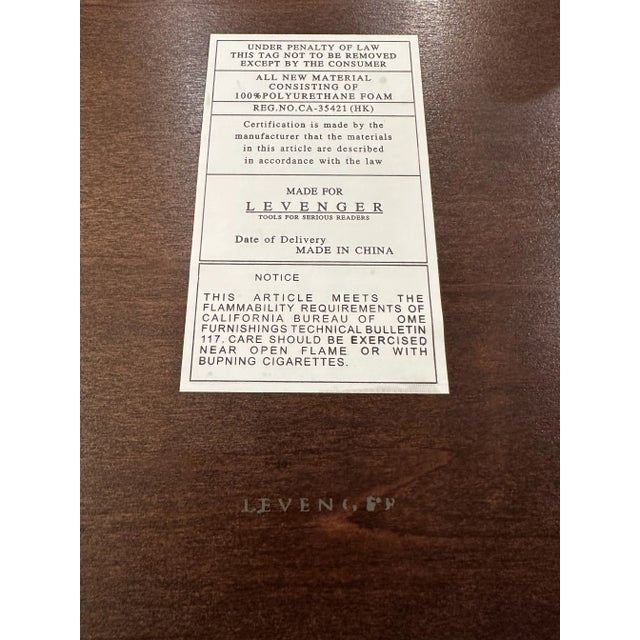 UNDER PENALTY OF LAW
THIS TAG NOT TO BE REMOVED
EXCEPT BY THE CONSUMER
ALL NEW MATERIAL
CONSISTING OF
100%POLYURETHANE FOAM
REG.NO.CA-35421 (HK)
Certification is made by the
manufacturer that the materials
in this article are described
in accordance with the law
MADE FOR
LEVENGER
TOOLS FOR SERIOUS READERS
Date of Delivery
MADE IN CHINA
NOTICE
THIS ARTICLE MEETS THE
FLAMMABILITY REQUIREMENTS OF
CALIFORNIA BUREAU OF OME
FURNISHINGS TECHNICAL BULLETIN
117. CARE SHOULD BE EXERCISED
NEAR OPEN FLAME OR WITH
BUPNING CIGARETTES.
LEVENGER